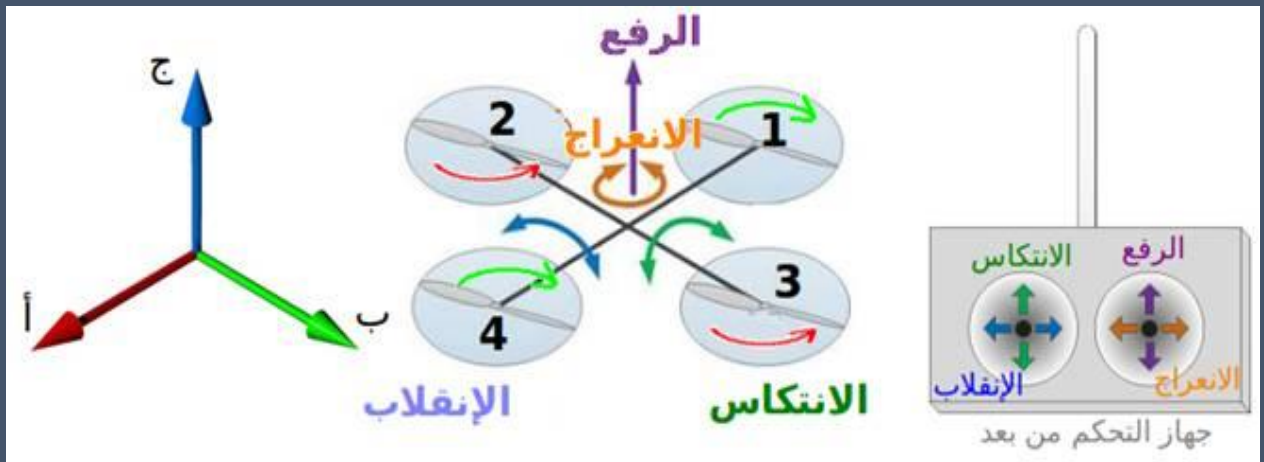 ج
أ
ب
الرفع
2
1
الانعراج
3
4
الإنقلاب
الانتكاس
الانتكاس
الرفع
الإنقلاب
الانعراج
جهاز التحكم من بعد